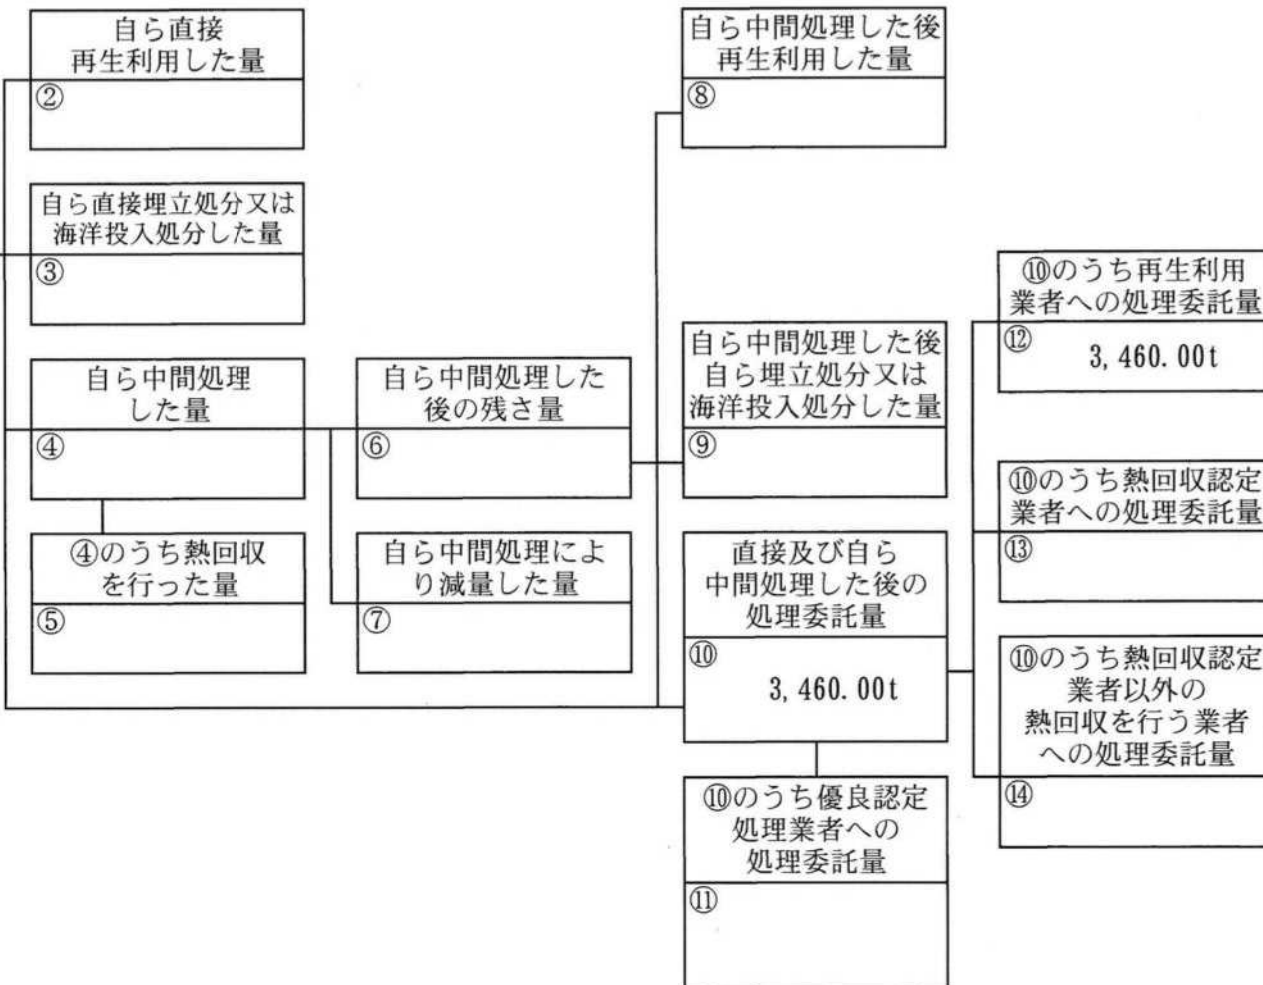 自ら直接
再生利用した量
②
自ら直接埋立処分又は
海洋投入処分した量
③
自ら中間処理
した量
④
④のうち熱回収
を行った量
⑤
自ら中間処理した
後の残さ量
⑥
自ら中間処理によ
り減量した量
⑦
自ら中間処理した後
再生利用した量
⑧
自ら中間処理した後
自ら埋立処分又は
海洋投入処分した量
⑨
直接及び自ら
中間処理した後の
処理委託量
⑩
3,460.00t
⑩のうち優良認定
処理業者への
処理委託量
⑪
⑩のうち再生利用
業者への処理委託量
⑫
3,460.00t
⑩のうち熱回収認定
業者への処理委託量
⑬
⑩のうち熱回収認定
業者以外の
熱回収を行う業者
への処理委託量
⑭